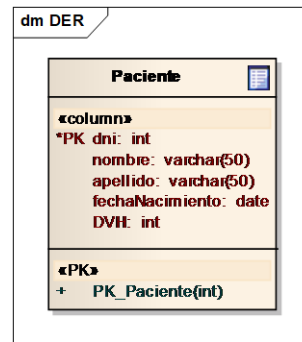 dm DER
Paciente
«column»
*PK dni: int
nombre: varchar(50)
apellido: varchar(50)
fechaNacimiento: date
DVH: int
«PK»
+ PK_Paciente(int)